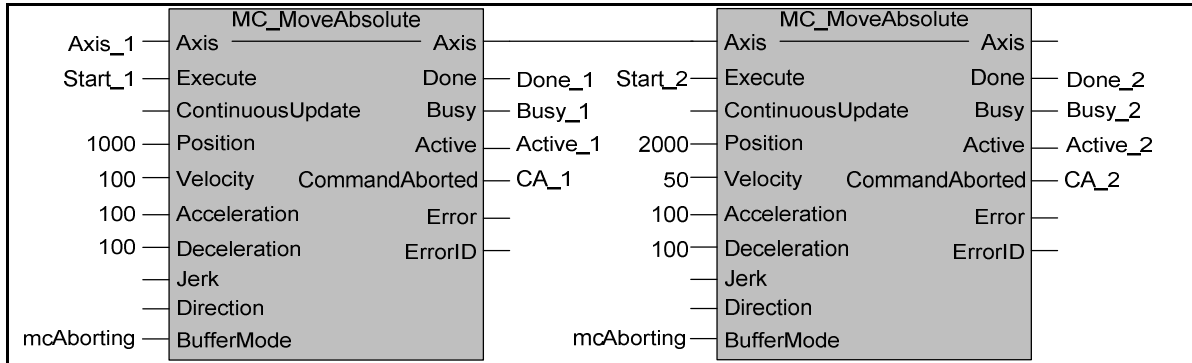 MC_MoveAbsolute MC_MoveAbsolute
Axis_1 Axis Axis Axis Axis
Start_1 Execute Done Done_1 Start_2 Execute Done Done_2
ContinuousUpdate Busy Busy_1 ContinuousUpdate Busy Busy_2
1000 Position Active Active_1 2000 Position Active Active_2
100 Velocity CommandAborted CA_1 50 Velocity CommandAborted CA_2
100 Acceleration Error 100 Acceleration Error
100 Deceleration ErrorID 100 Deceleration ErrorID
Jerk Jerk
Direction Direction
mcAborting BufferMode mcAborting BufferMode